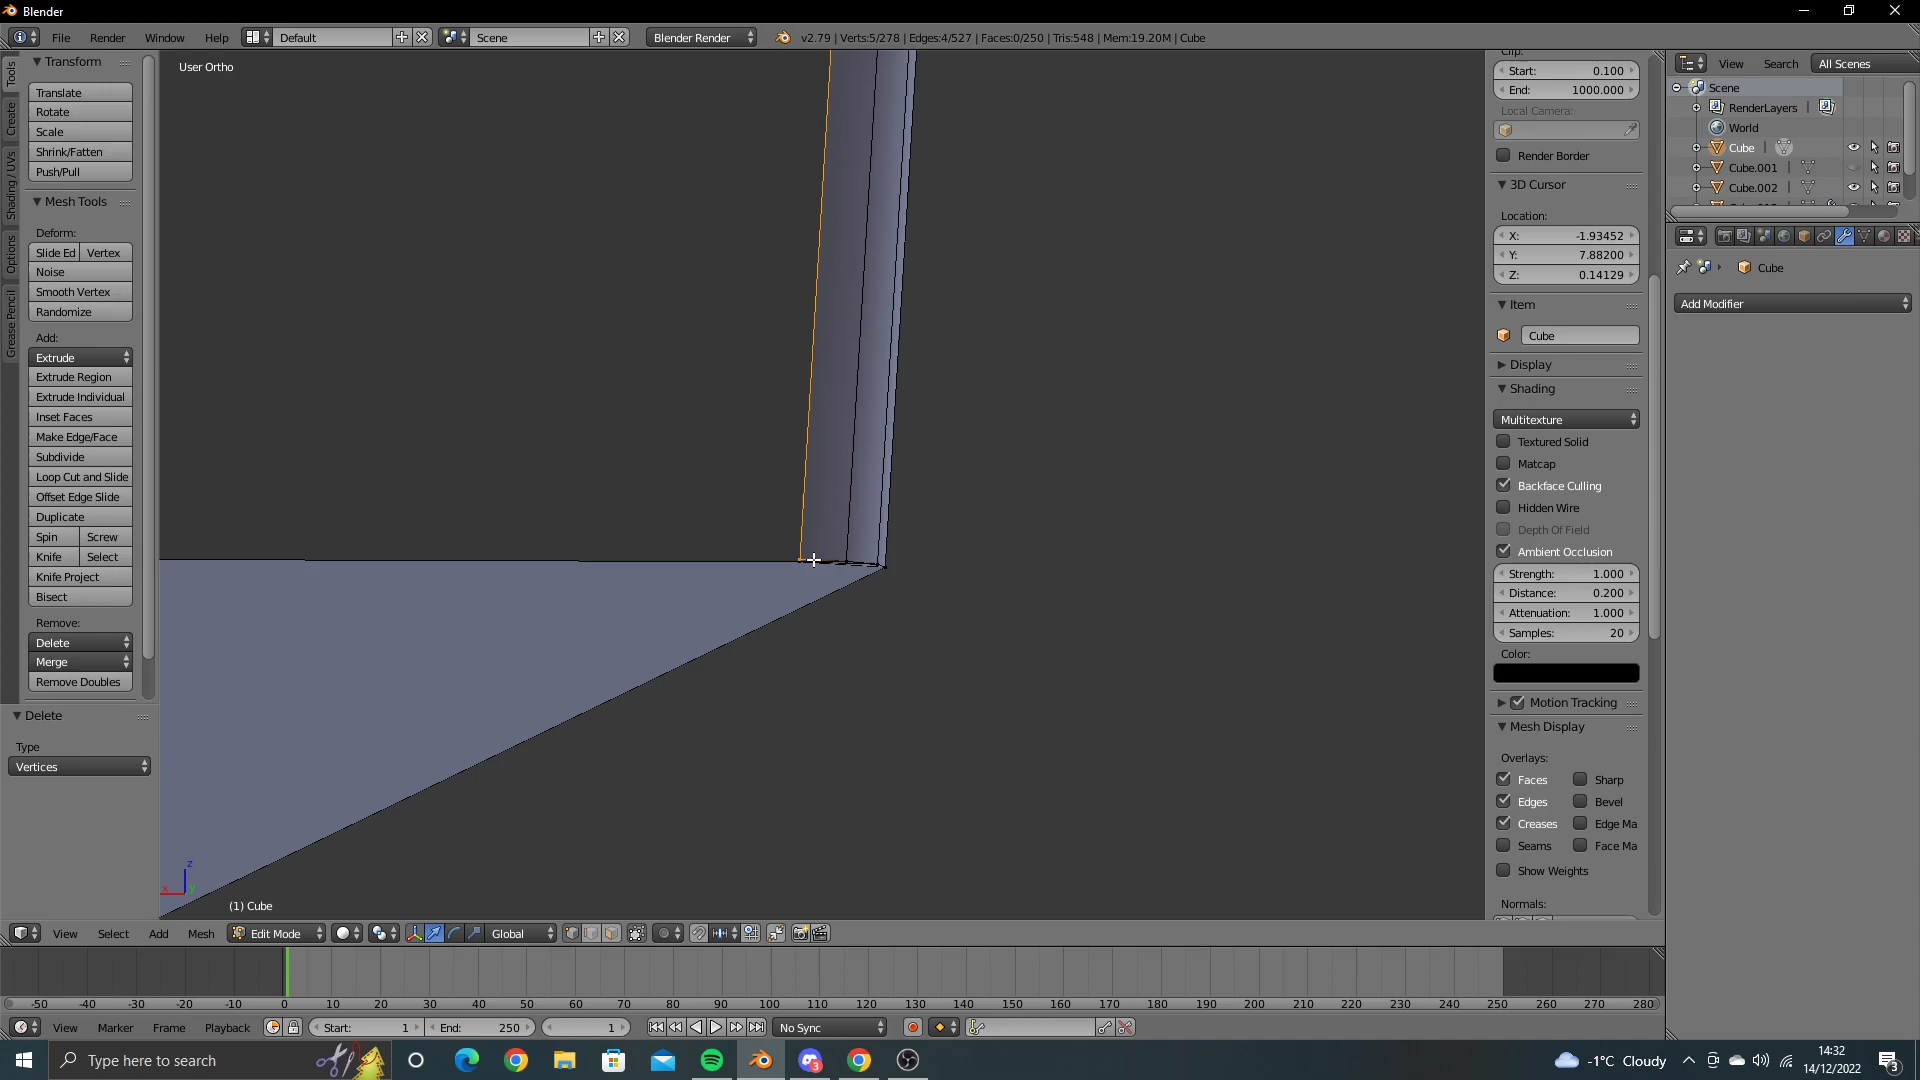 Blender
File Render Window Help Default Scene Blender Render v2.79 | Verts:5/278 | Edges:4/527 | Faces:0/250 | Tris:548 | Mem:19.20M | Cube
Tools
Create
Shading / UVs
Options
Grease Pencil
Transform
Translate
Rotate
Scale
Shrink/Fatten
Push/Pull
Mesh Tools
Deform:
Slide Ed Vertex
Noise
Smooth Vertex
Randomize
Add:
Extrude
Extrude Region
Extrude Individual
Inset Faces
Make Edge/Face
Subdivide
Loop Cut and Slide
Offset Edge Slide
Duplicate
Spin Screw
Knife Select
Knife Project
Bisect
Remove:
Delete
Merge
Remove Doubles
Delete
Type
Vertices
User Ortho
x z y
(1) Cube
Clip:
Start: 0.100
End: 1000.000
Local Camera:
Render Border
3D Cursor
Location:
X: -1.93452
Y: 7.88200
Z: 0.14129
Item
Cube
Display
Shading
Multitexture
Textured Solid
Matcap
Backface Culling
Hidden Wire
Depth Of Field
Ambient Occlusion
Strength: 1.000
Distance: 0.200
Attenuation: 1.000
Samples: 20
Color:
Motion Tracking
Mesh Display
Overlays:
Faces Sharp
Edges Bevel
Creases Edge Ma
Seams Face Ma
Show Weights
Normals:
View Search All Scenes
Scene
RenderLayers |
World
Cube |
Cube.001 |
Cube.002 |
Cube
Add Modifier
View Select Add Mesh Edit Mode Global
-50 -40 -30 -20 -10 0 10 20 30 40 50 60 70 80 90 100 110 120 130 140 150 160 170 180 190 200 210 220 230 240 250 260 270 280
View Marker Frame Playback Start: 1 End: 250 1 No Sync
Type here to search
3
-1°C Cloudy
14:32
14/12/2022
3